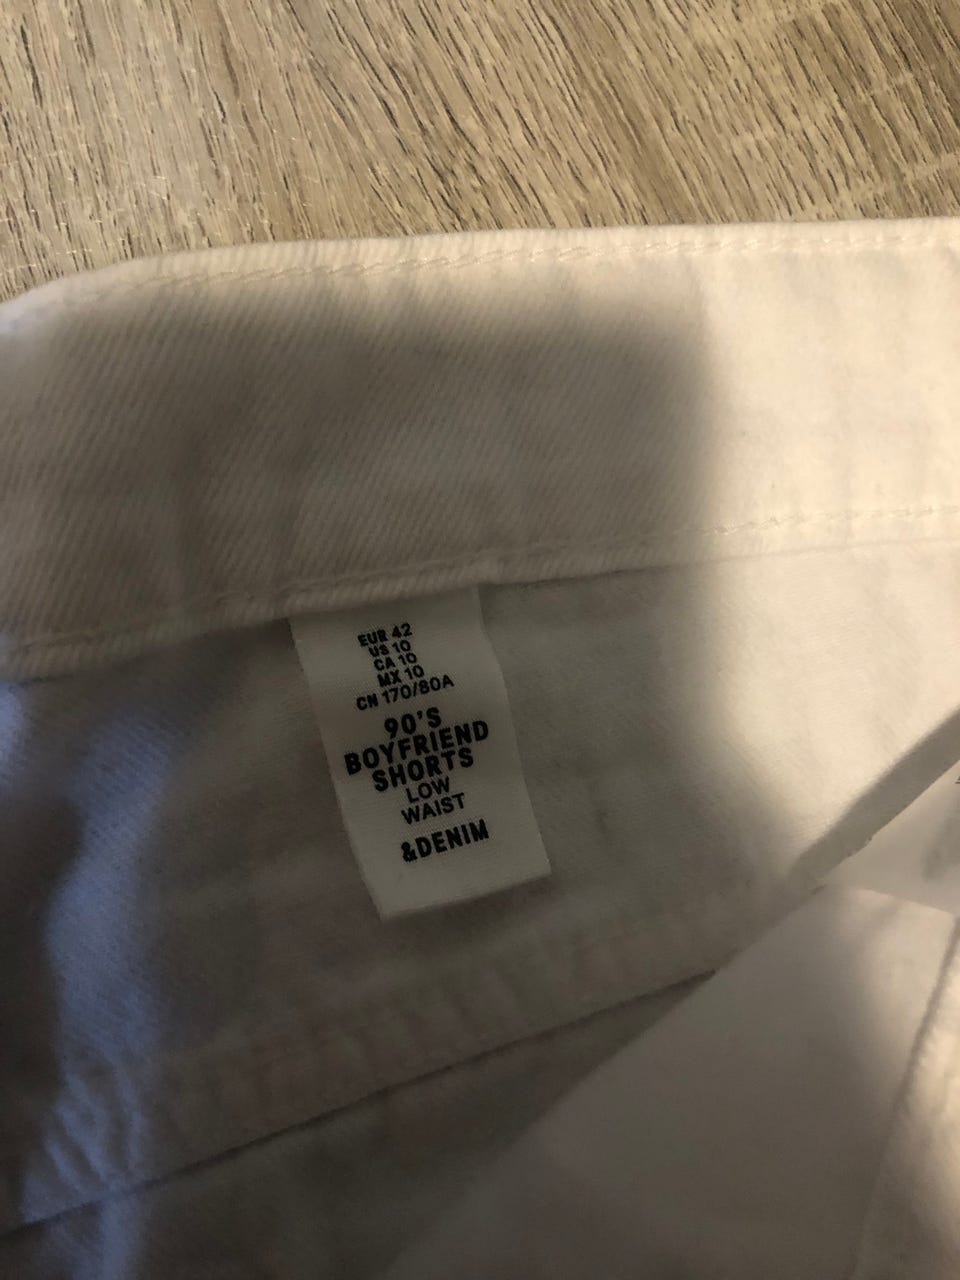 EUR 42
US 10
CA 10
MX 10
CN 170/80A
90'S
BOYFRIEND
SHORTS
LOW
WAIST
&DENIM